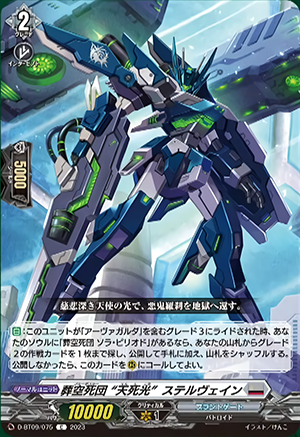 2
グレード
インターセプト
5000
慈悲深き天使の光で、悪鬼羅刹を地獄へ還す。
自:このユニットが「アーヴァガルダ」を含むグレード3にライドされた時、あなたのソウルに「葬空死団 ソラ・ピリオド」があるなら、あなたの山札からグレード2の作戦カードを1枚まで探し、公開して手札に加え、山札をシャッフルする。公開しなかったら、このカードをRにコールしてよい。
ノーマルユニット
葬空死団 “天死光” ステルヴェイン
パワー
10000
クリティカル
1
ブラントゲート
バトロイド
D-BT09/075 C 2023
イラスト/けんこ